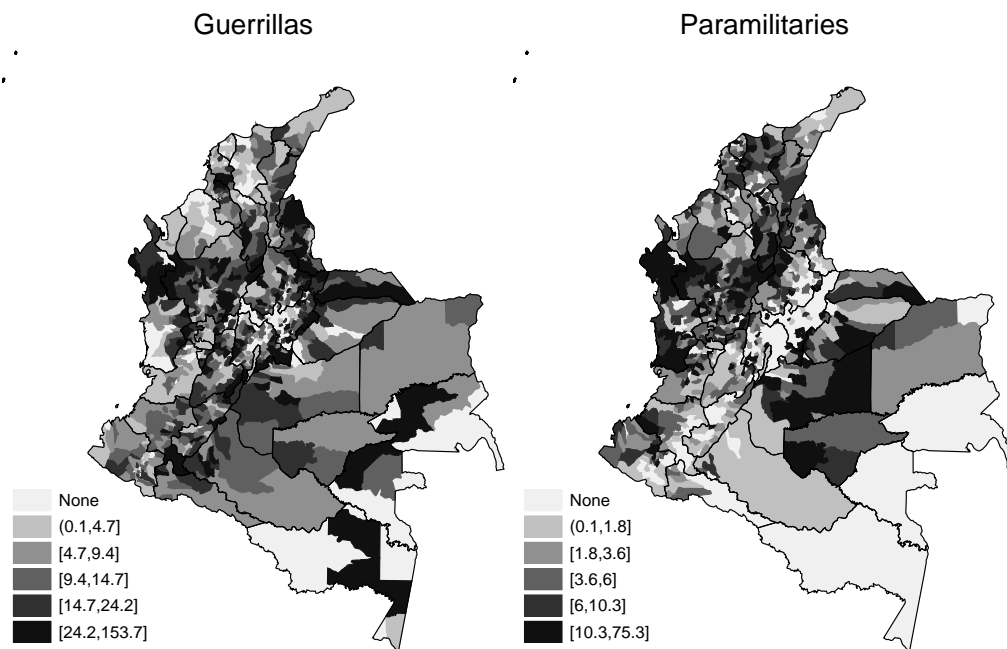 Guerrillas
Paramilitaries
None
(0.1,4.7]
[4.7,9.4]
[9.4,14.7]
[14.7,24.2]
[24.2,153.7]
None
(0.1,1.8]
[1.8,3.6]
[3.6,6]
[6,10.3]
[10.3,75.3]